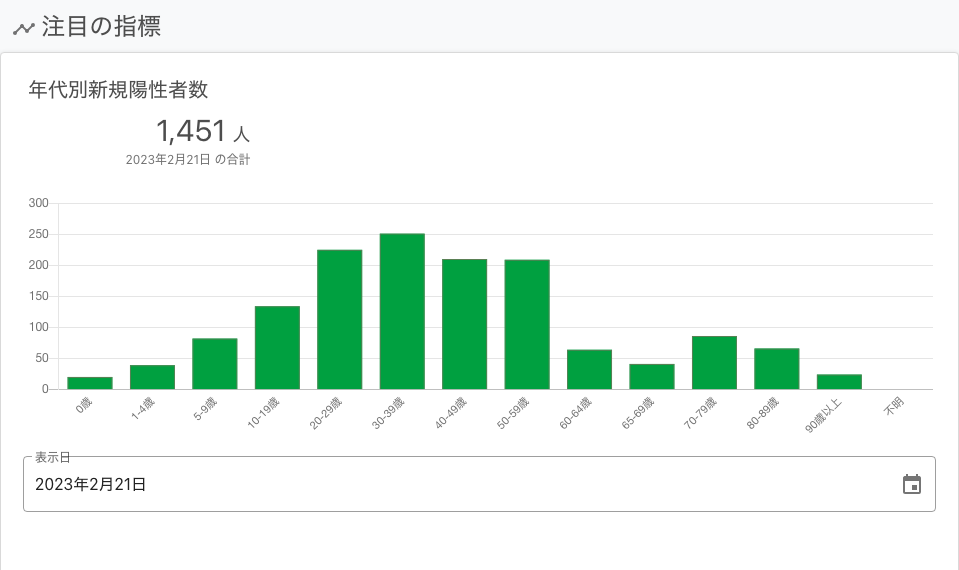 注目の指標
年代別新規陽性者数
1,451 人
2023年2月21日 の合計
300
250
200
150
100
50
0
0歳
1-4歳
5-9歳
10-19歳
20-29歳
30-39歳
40-49歳
50-59歳
60-64歳
65-69歳
70-79歳
80-89歳
90歳以上
不明
表示日
2023年2月21日